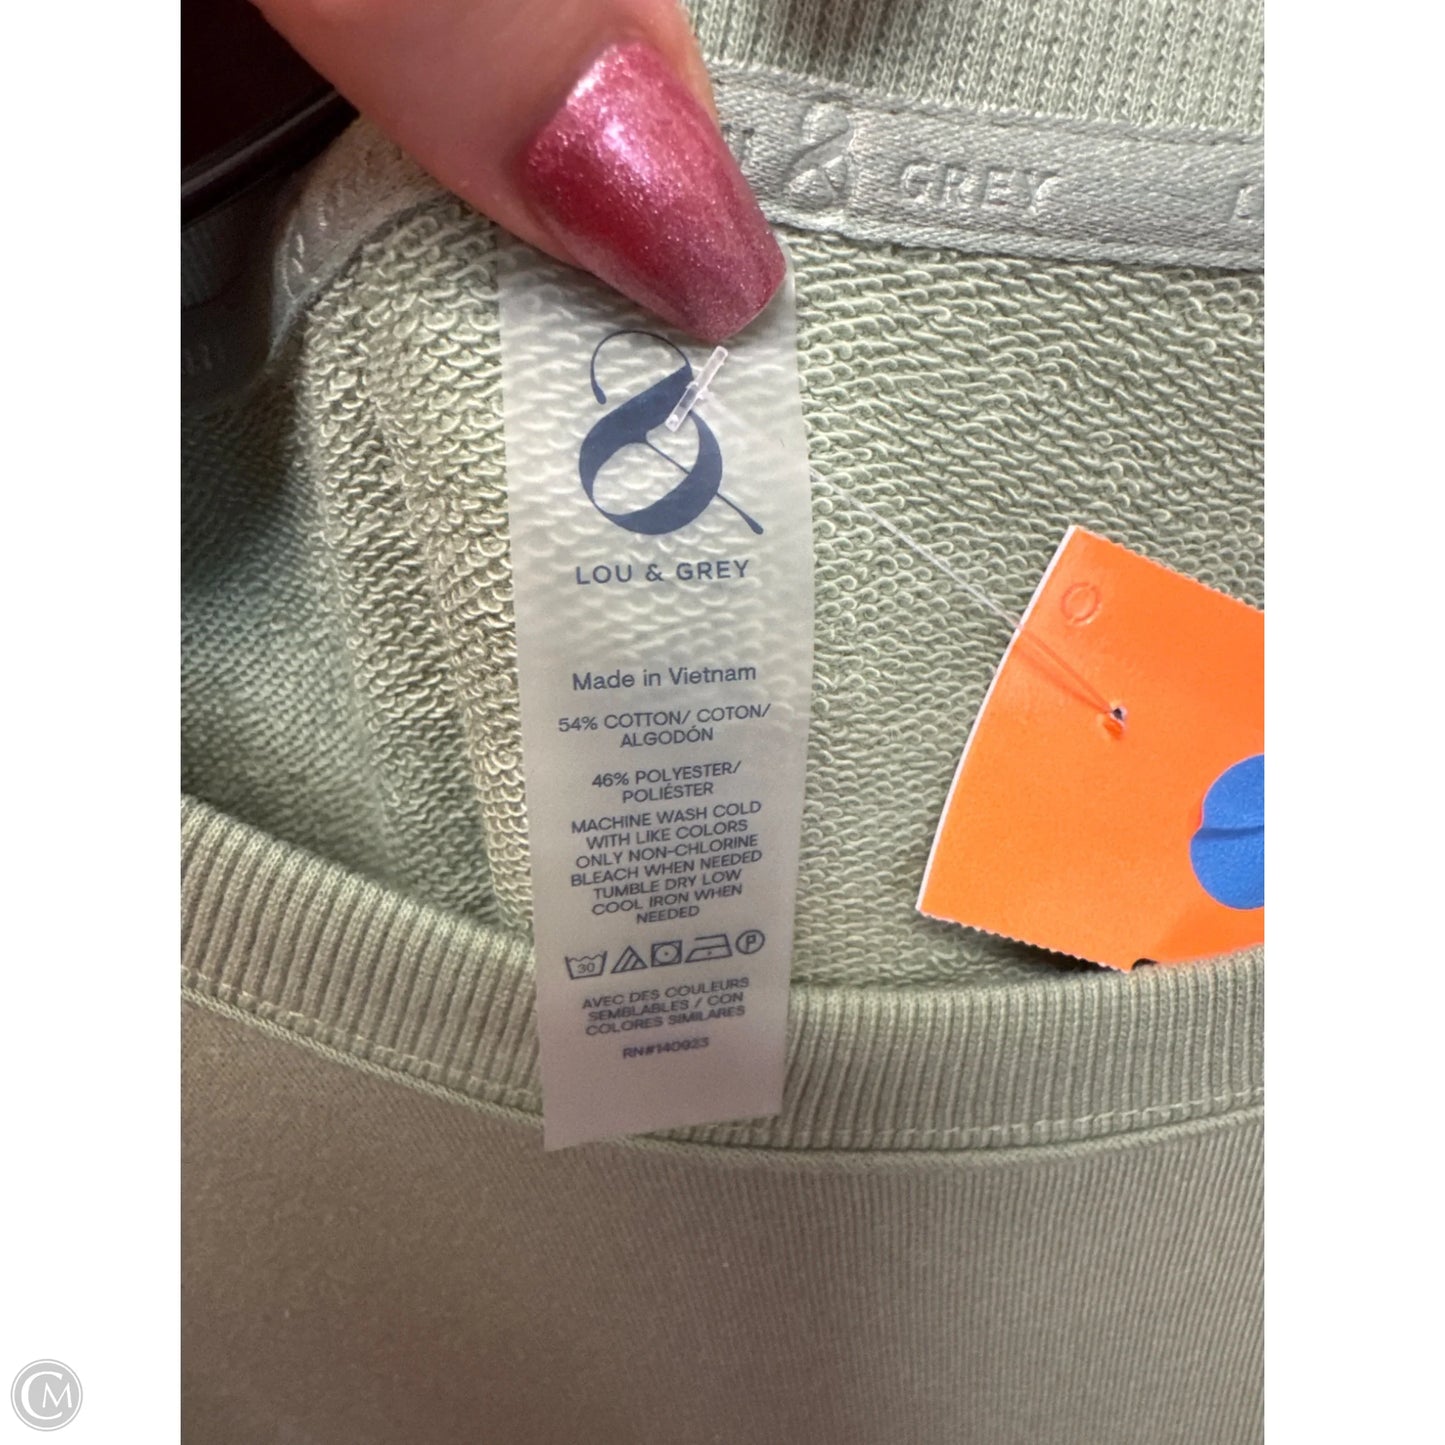 & GREY
&
LOU & GREY
Made in Vietnam
54% COTTON/ COTON/
ALGODÓN
46% POLYESTER/
POLIÉSTER
MACHINE WASH COLD
WITH LIKE COLORS
ONLY NON-CHLORINE
BLEACH WHEN NEEDED
TUMBLE DRY LOW
COOL IRON WHEN
NEEDED
30 P
AVEC DES COULEURS
SEMBLABLES / CON
COLORES SIMILARES
RN#140923
CM